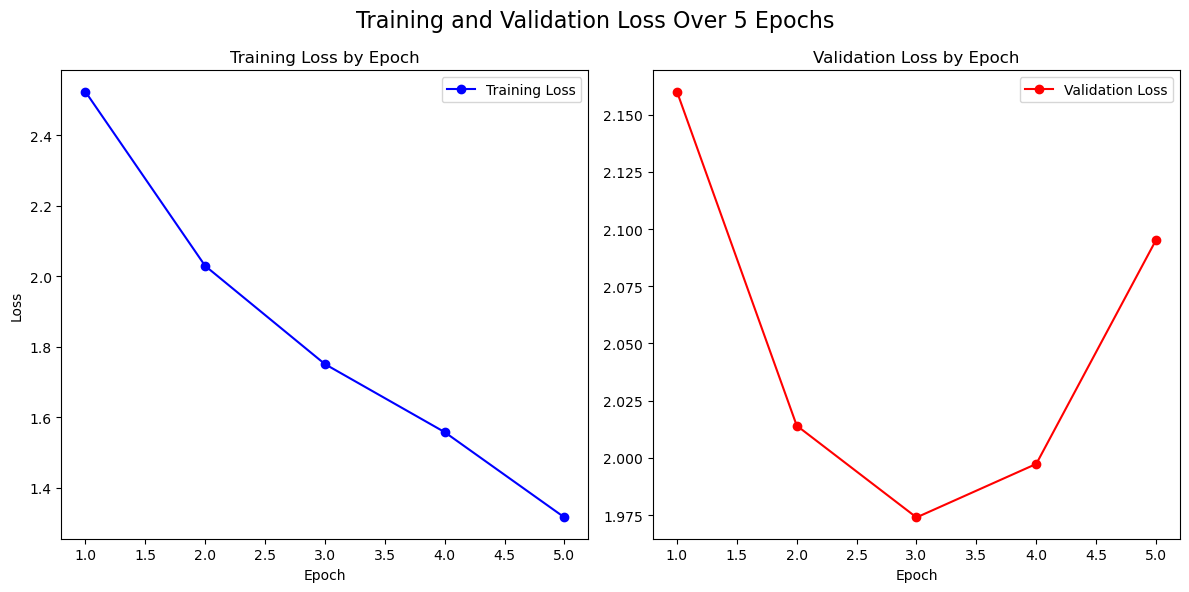 Training and Validation Loss Over 5 Epochs
Training Loss by Epoch
Training Loss
2.4
2.2
2.0
1.8
1.6
1.4
Loss
1.0 1.5 2.0 2.5 3.0 3.5 4.0 4.5 5.0
Epoch
Validation Loss by Epoch
Validation Loss
2.150
2.125
2.100
2.075
2.050
2.025
2.000
1.975
1.0 1.5 2.0 2.5 3.0 3.5 4.0 4.5 5.0
Epoch